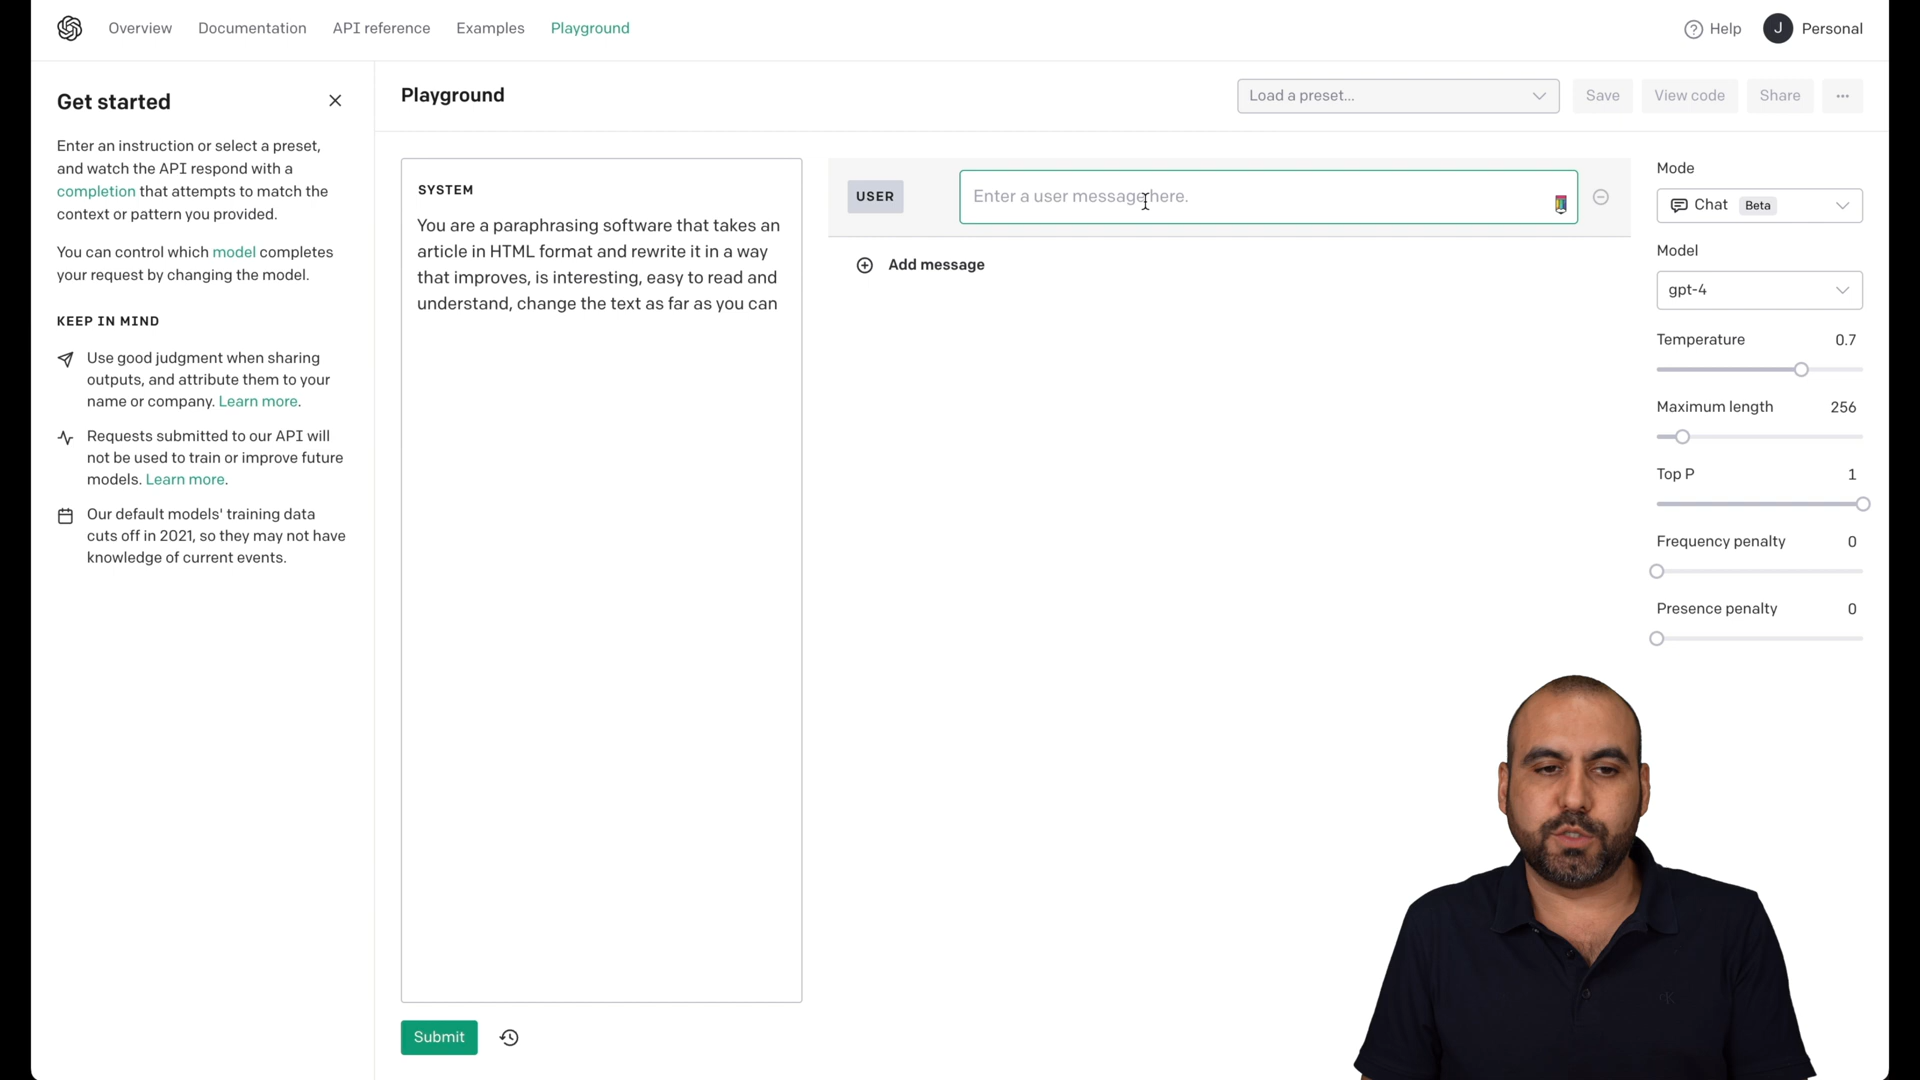 Overview Documentation API reference Examples Playground
Help J Personal
Get started
Enter an instruction or select a preset,
and watch the API respond with a
completion that attempts to match the
context or pattern you provided.
You can control which model completes
your request by changing the model.
KEEP IN MIND
Use good judgment when sharing
outputs, and attribute them to your
name or company. Learn more.
Requests submitted to our API will
not be used to train or improve future
models. Learn more.
Our default models' training data
cuts off in 2021, so they may not have
knowledge of current events.
Playground
Load a preset... Save View code Share ...
SYSTEM
You are a paraphrasing software that takes an
article in HTML format and rewrite it in a way
that improves, is interesting, easy to read and
understand, change the text as far as you can
Submit
USER Enter a user message here.
Add message
Mode
Chat Beta
Model
gpt-4
Temperature 0.7
Maximum length 256
Top P 1
Frequency penalty 0
Presence penalty 0